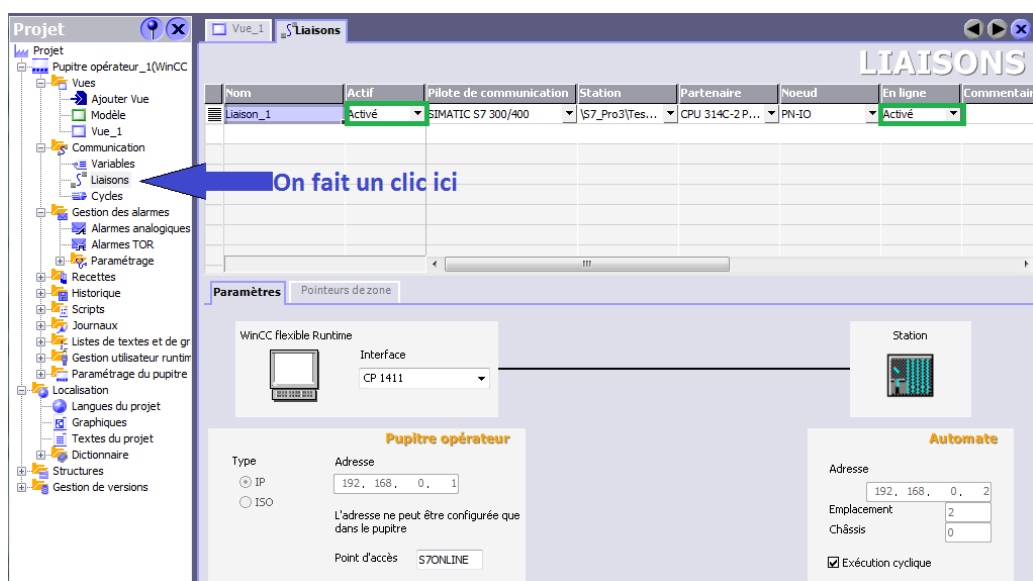 Projet
Vue_1
Liaisons
Projet
Pupitre opérateur_1(WinCC
Vues
Ajouter Vue
Modèle
Vue_1
Communication
Variables
Liaisons
Cycles
Gestion des alarmes
Alarmes analogiques
Alarmes TOR
Paramétrage
Recettes
Historique
Scripts
Journaux
Listes de textes et de gr
Gestion utilisateur runtim
Paramétrage du pupitre
Localisation
Langues du projet
Graphiques
Textes du projet
Dictionnaire
Structures
Gestion de versions
LIAISONS
Nom Actif Pilote de communication Station Partenaire Noeud En ligne Commentair
Liaison_1 Activé SIMATIC S7 300/400 \S7_Pro3\Tes... CPU 314C-2 P... PN-IO Activé
On fait un clic ici
Paramètres Pointeurs de zone
WinCC flexible Runtime
Interface
CP 1411
Station
Pupitre opérateur
Type Adresse
IP 192. 168. 0. 1
ISO
L'adresse ne peut être configurée que
dans le pupitre
Point d'accès S7ONLINE
Automate
Adresse
192. 168. 0. 2
Emplacement 2
Châssis 0
Exécution cyclique